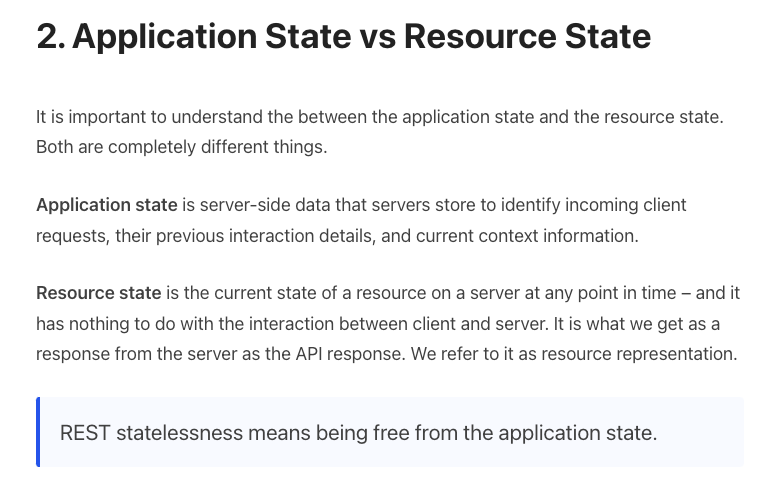 2. Application State vs Resource State
It is important to understand the between the application state and the resource state.
Both are completely different things.
Application state is server-side data that servers store to identify incoming client
requests, their previous interaction details, and current context information.
Resource state is the current state of a resource on a server at any point in time – and it
has nothing to do with the interaction between client and server. It is what we get as a
response from the server as the API response. We refer to it as resource representation.
REST statelessness means being free from the application state.